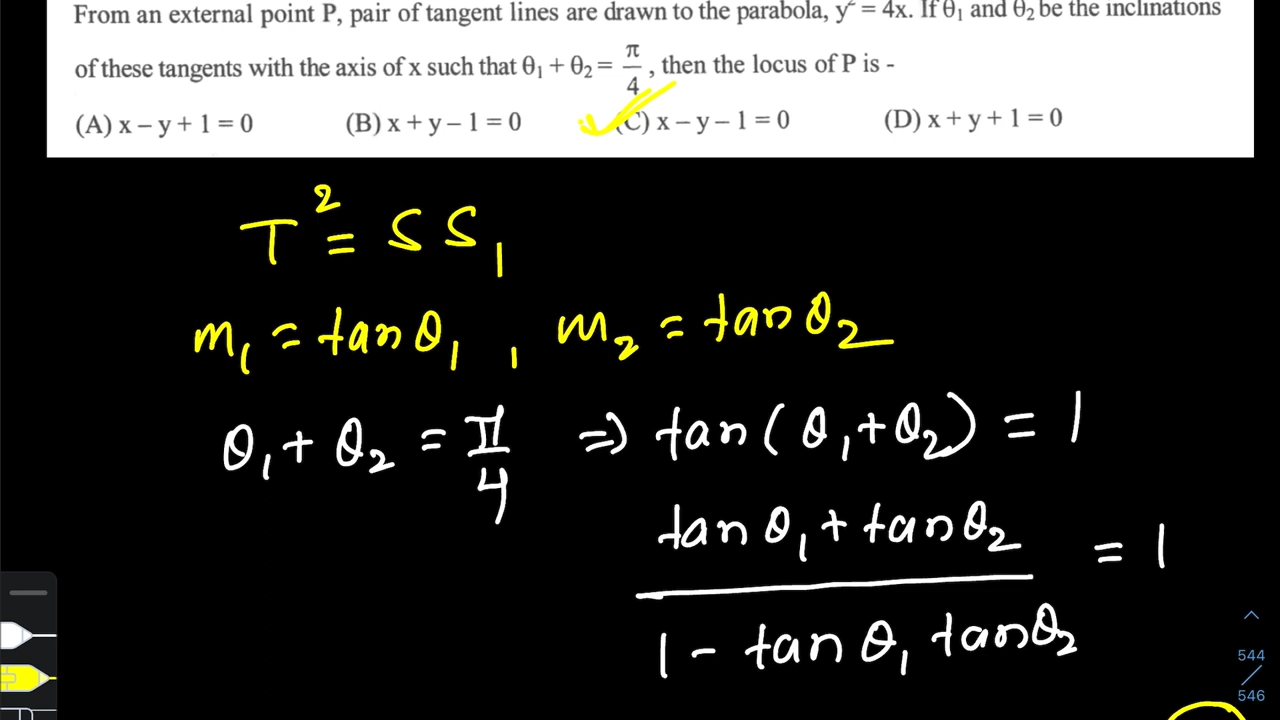 From an external point P, pair of tangent lines are drawn to the parabola, y² = 4x. If θ₁ and θ₂ be the inclinations
of these tangents with the axis of x such that θ₁ + θ₂ = π/4, then the locus of P is -
(A) x – y + 1 = 0 (B) x + y – 1 = 0 (C) x – y – 1 = 0 (D) x + y + 1 = 0
T² = SS₁
m₁ = tanθ₁, m₂ = tanθ₂
θ₁ + θ₂ = π/4 ⇒ tan(θ₁+θ₂) = 1
(tanθ₁ + tanθ₂)/(1 - tanθ₁ tanθ₂) = 1
544
/
546